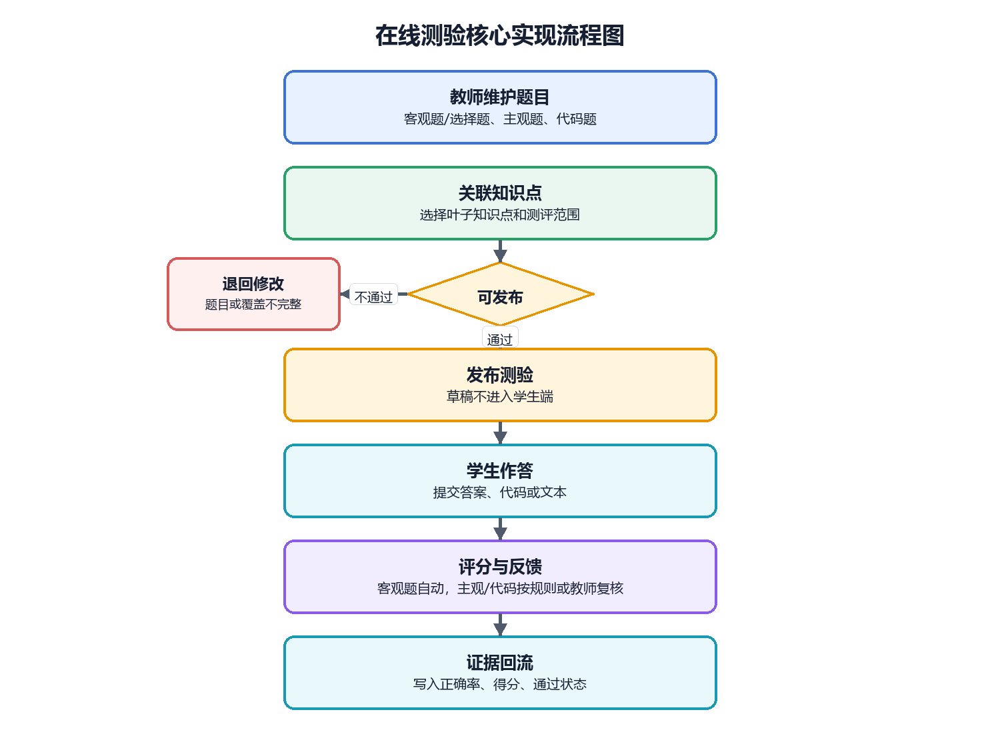 在线测验核心实现流程图
教师维护题目
客观题/选择题、主观题、代码题
关联知识点
选择叶子知识点和测评范围
退回修改
题目或覆盖不完整
不通过
可发布
通过
发布测验
草稿不进入学生端
学生作答
提交答案、代码或文本
评分与反馈
客观题自动，主观/代码按规则或教师复核
证据回流
写入正确率、得分、通过状态